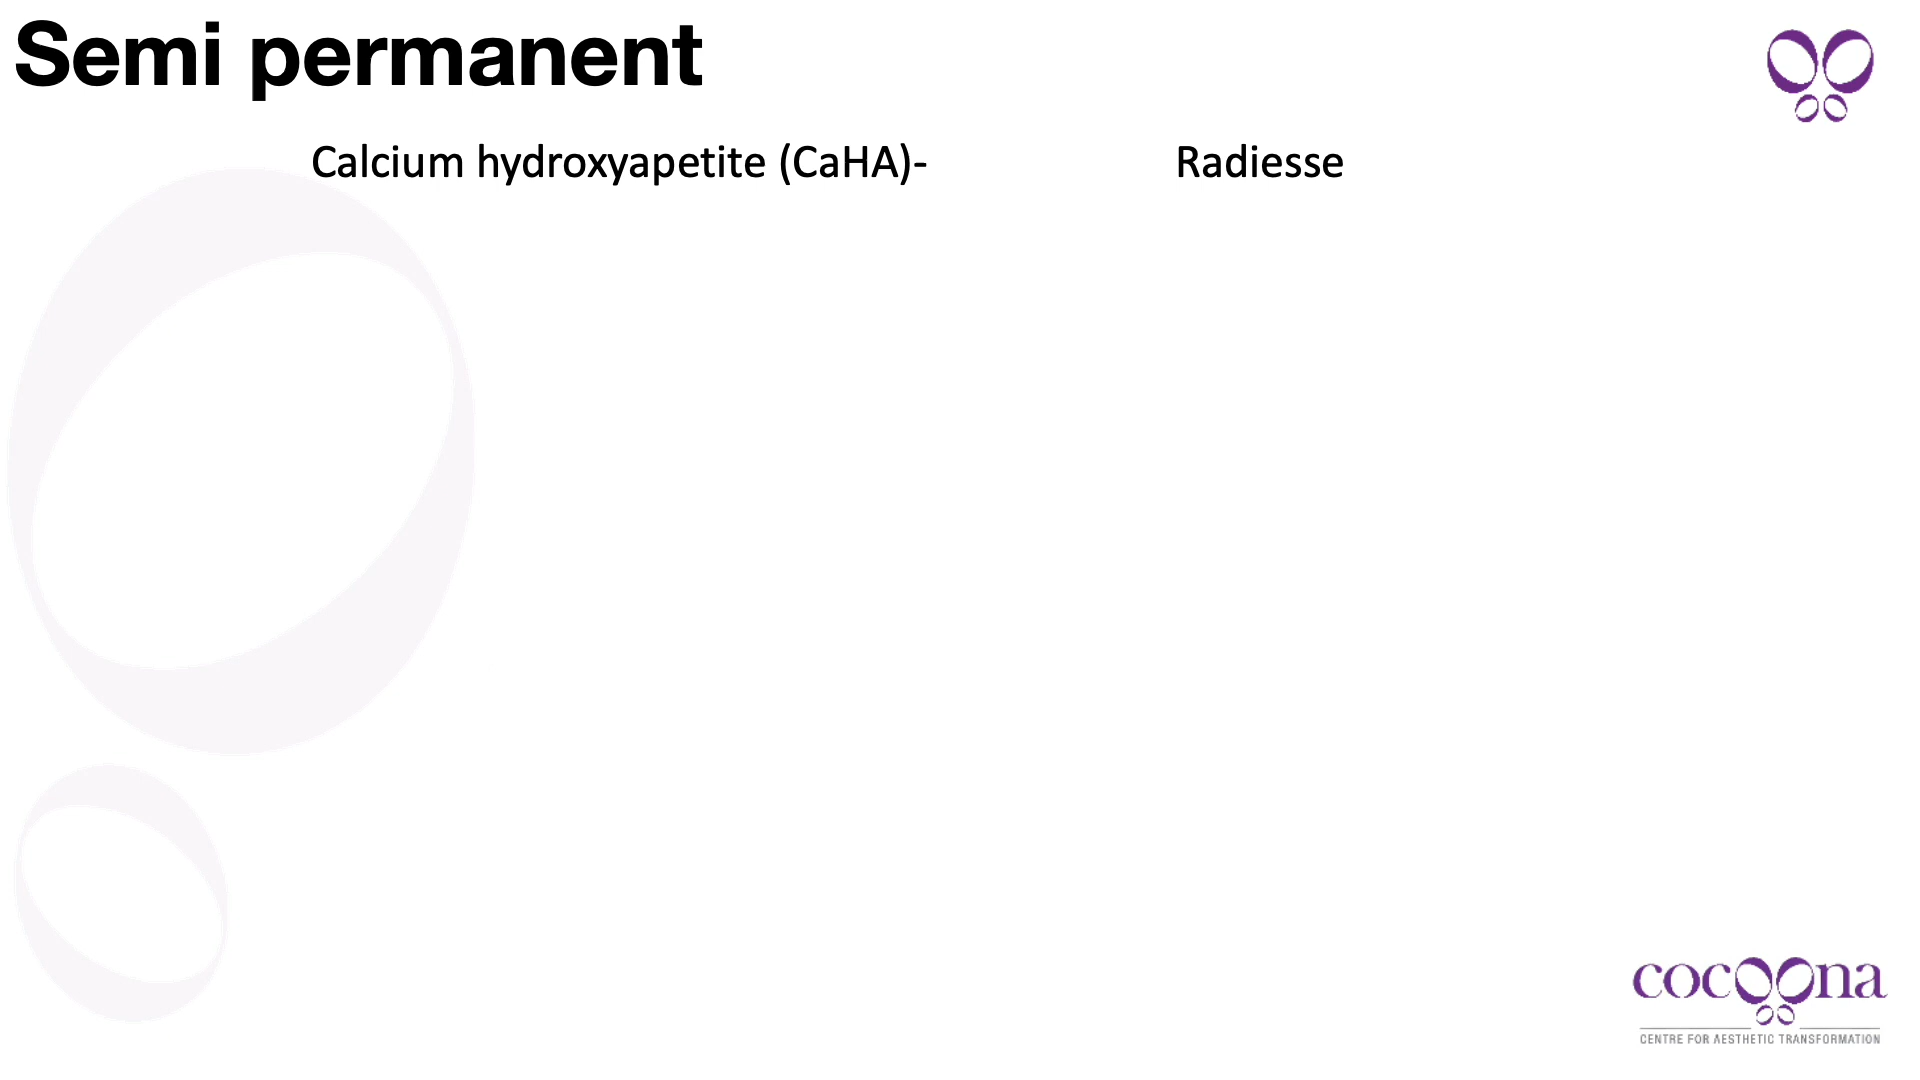 Semi permanent
Calcium hydroxyapetite (CaHA)- Radiesse
cocoona
CENTRE FOR AESTHETIC TRANSFORMATION